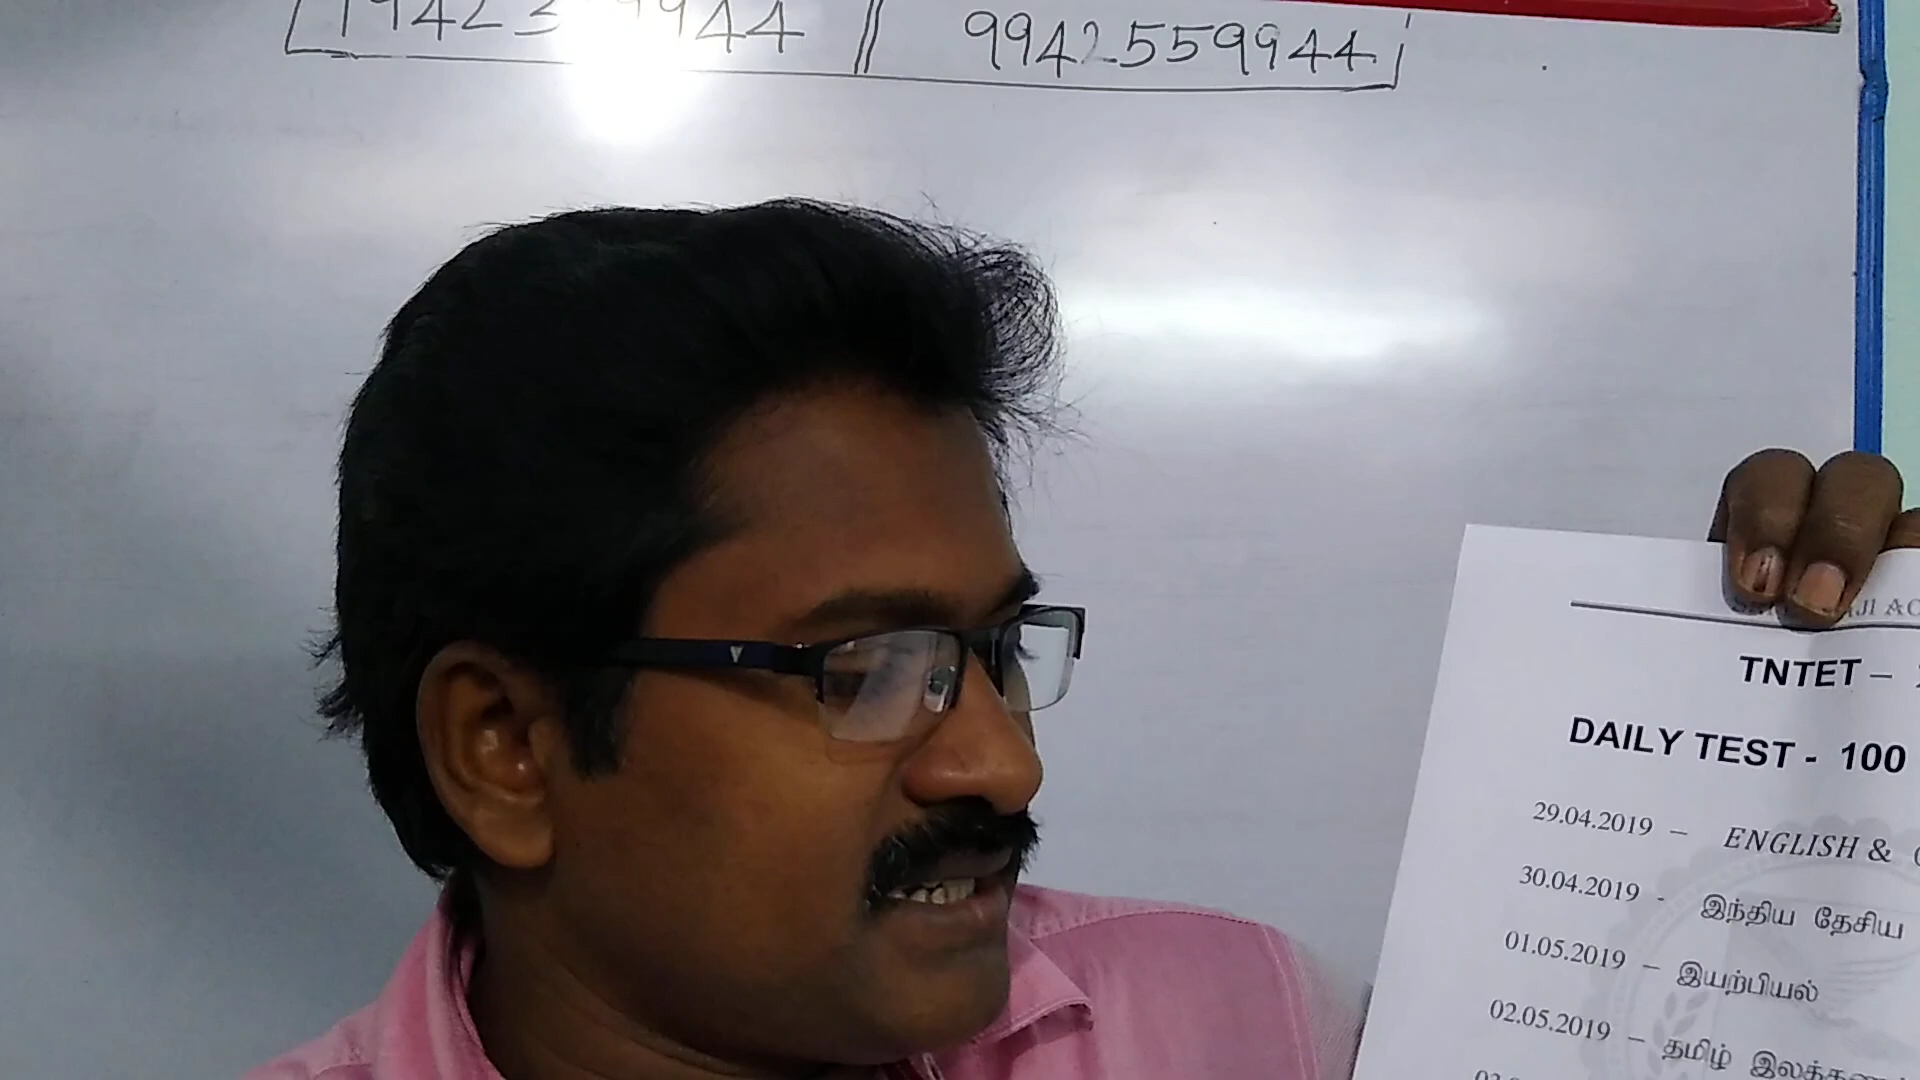 9942559944
TNTET –
DAILY TEST - 100
29.04.2019 – ENGLISH &
30.04.2019 - இந்திய தேசிய
01.05.2019 – இயற்பியல்
02.05.2019 – தமிழ்